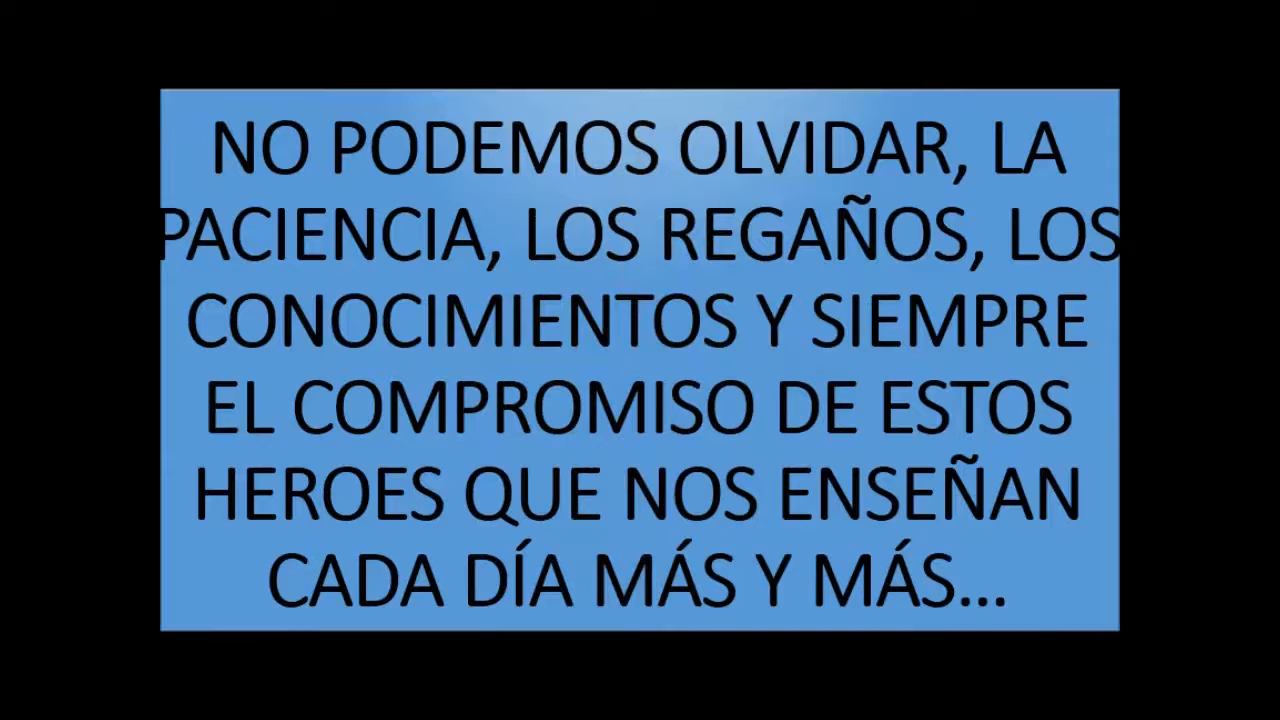 NO PODEMOS OLVIDAR, LA
PACIENCIA, LOS REGAÑOS, LOS
CONOCIMIENTOS Y SIEMPRE
EL COMPROMISO DE ESTOS
HEROES QUE NOS ENSEÑAN
CADA DÍA MÁS Y MÁS...